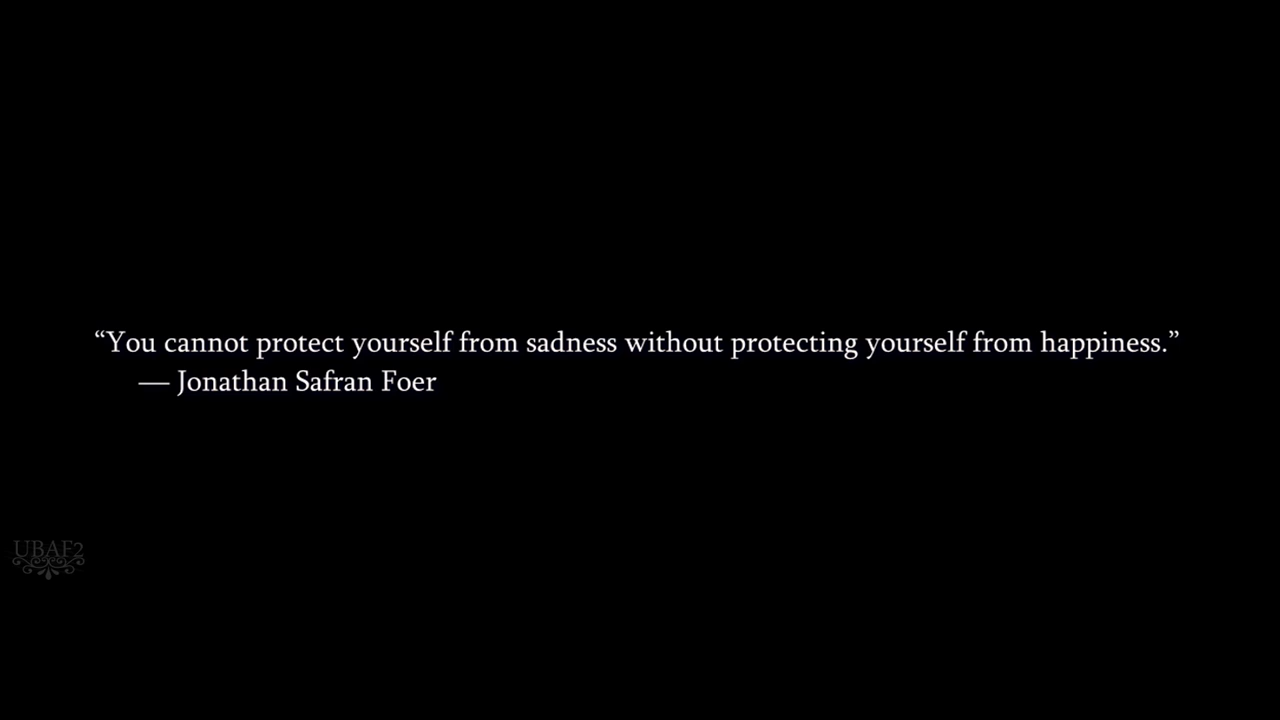 “You cannot protect yourself from sadness without protecting yourself from happiness.”
— Jonathan Safran Foer
UBAF2